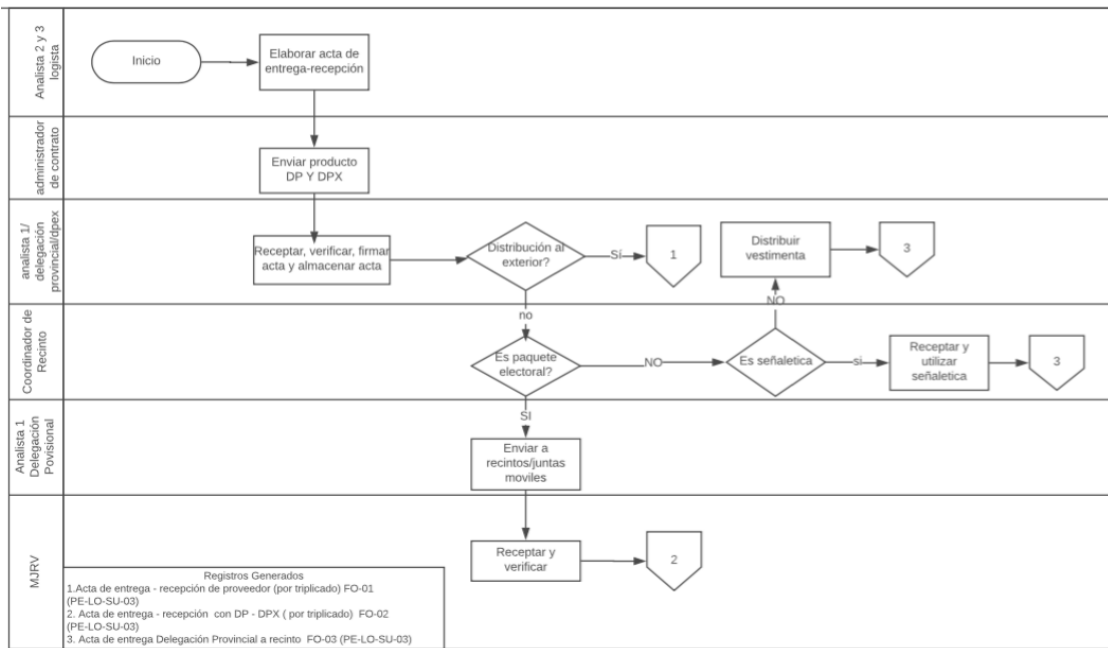 Analista 2 y 3
logista
Inicio
Elaborar acta de
entrega-recepción
administrador
de contrato
Enviar producto
DP Y DPX
analista 1/
delegación
provincial/dpex
Receptar, verificar, firmar
acta y almacenar acta
Distribución al
exterior?
Sí
1
Distribuir
vestimenta
3
no
NO
Coordinador de
Recinto
Es paquete
electoral?
NO
Es señaletica
si
Receptar y
utilizar
señaletica
3
SI
Analista 1
Delegación
Povisional
Enviar a
recintos/juntas
moviles
MJRV
Receptar y
verificar
2
Registros Generados
1.Acta de entrega - recepción de proveedor (por triplicado) FO-01
(PE-LO-SU-03)
2. Acta de entrega - recepción con DP - DPX ( por triplicado) FO-02
(PE-LO-SU-03)
3. Acta de entrega Delegación Provincial a recinto FO-03 (PE-LO-SU-03)